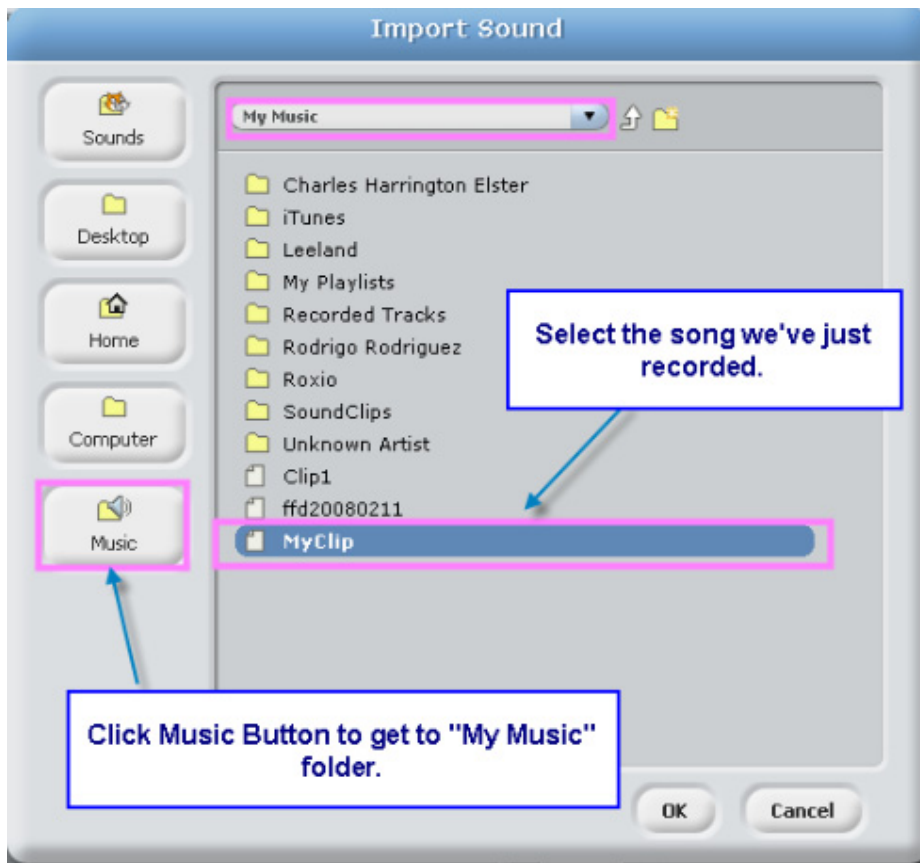 Import Sound
Sounds
Desktop
Home
Computer
Music
My Music
Charles Harrington Elster
iTunes
Leeland
My Playlists
Recorded Tracks
Rodrigo Rodriguez
Roxio
SoundClips
Unknown Artist
Clip1
ffd20080211
MyClip
Select the song we've just
recorded.
Click Music Button to get to "My Music"
folder.
OK
Cancel